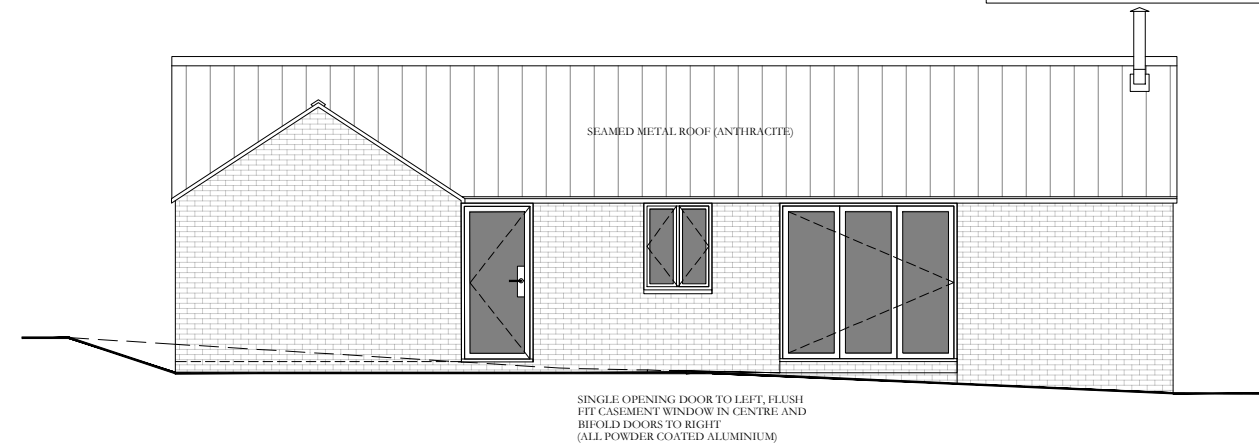 SEAMED METAL ROOF (ANTHRACITE)
SINGLE OPENING DOOR TO LEFT, FLUSH
FIT CASEMENT WINDOW IN CENTRE AND
BIFOLD DOORS TO RIGHT
(ALL POWDER COATED ALUMINIUM)